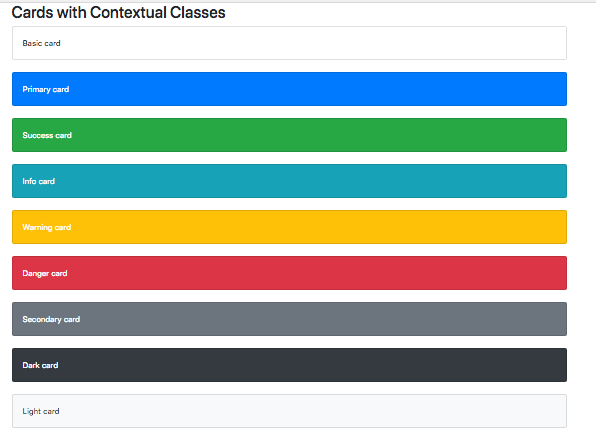 Cards with Contextual Classes
Basic card
Primary card
Success card
Info card
Warning card
Danger card
Secondary card
Dark card
Light card